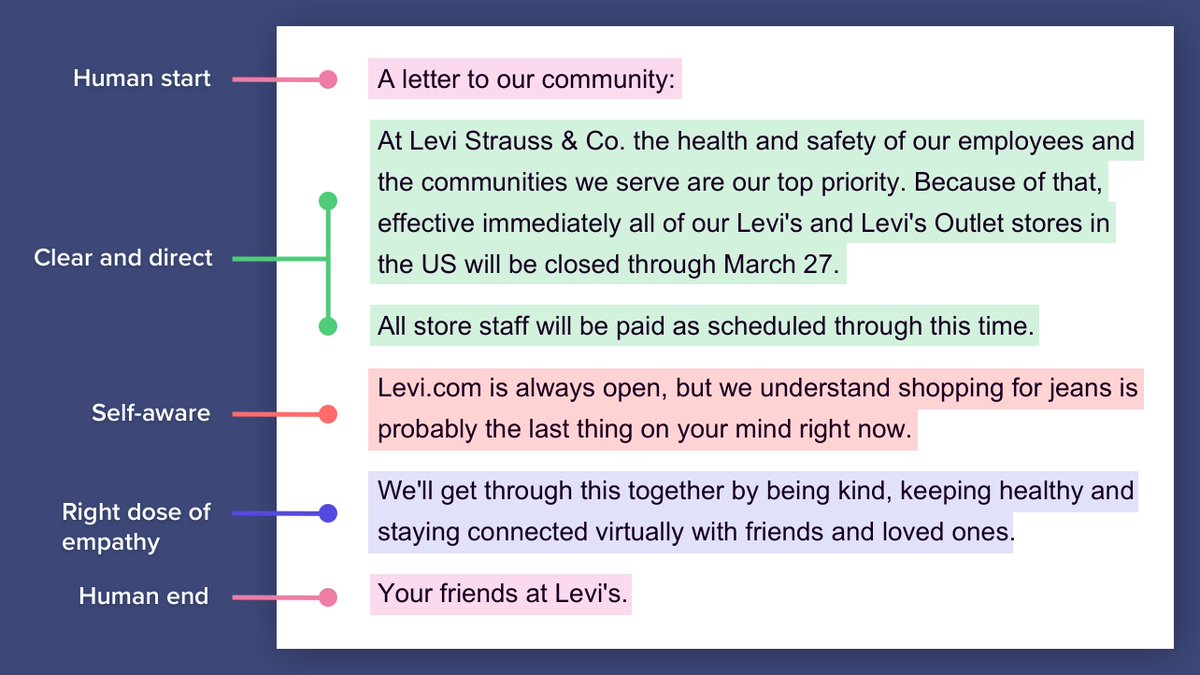 Human start
A letter to our community:
Clear and direct
At Levi Strauss & Co. the health and safety of our employees and
the communities we serve are our top priority. Because of that,
effective immediately all of our Levi's and Levi's Outlet stores in
the US will be closed through March 27.
All store staff will be paid as scheduled through this time.
Self-aware
Levi.com is always open, but we understand shopping for jeans is
probably the last thing on your mind right now.
Right dose of
empathy
We'll get through this together by being kind, keeping healthy and
staying connected virtually with friends and loved ones.
Human end
Your friends at Levi's.